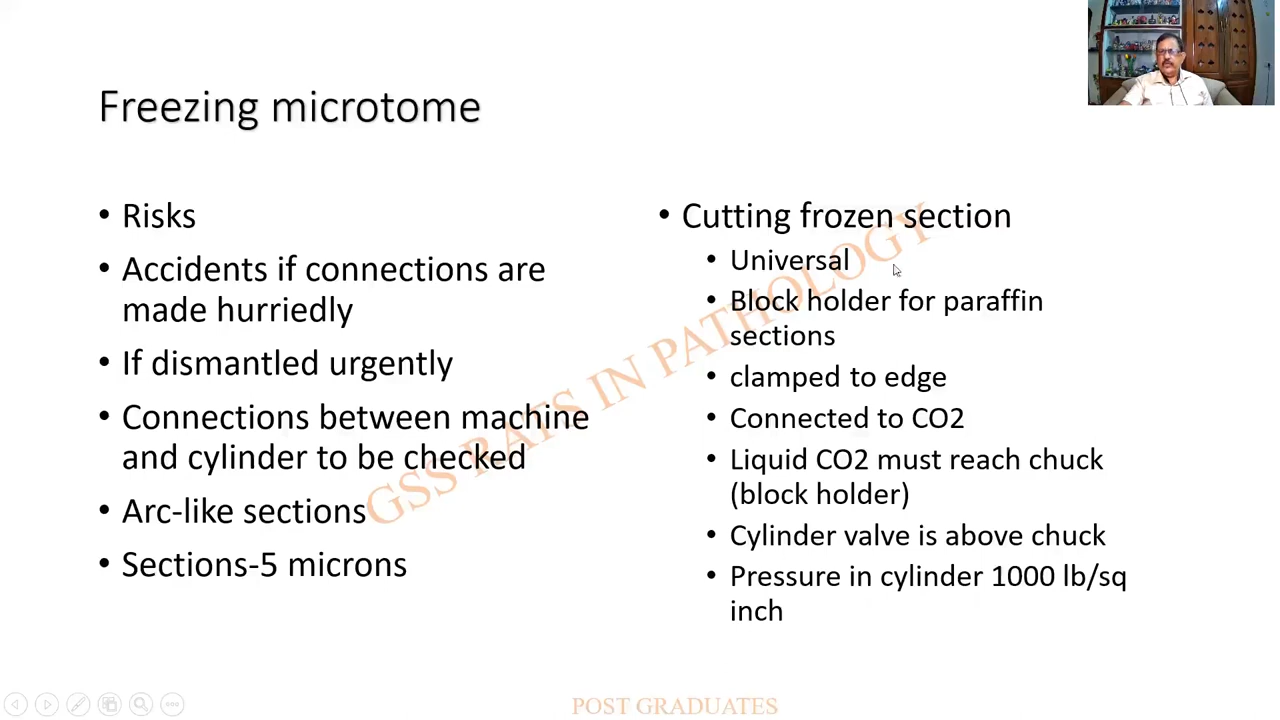 Freezing microtome
• Risks
• Accidents if connections are
made hurriedly
• If dismantled urgently
• Connections between machine
and cylinder to be checked
• Arc-like sections
• Sections-5 microns
• Cutting frozen section
• Universal
• Block holder for paraffin
sections
• clamped to edge
• Connected to CO2
• Liquid CO2 must reach chuck
(block holder)
• Cylinder valve is above chuck
• Pressure in cylinder 1000 lb/sq
inch
GSS RATS IN PATHOLOGY
POST GRADUATES